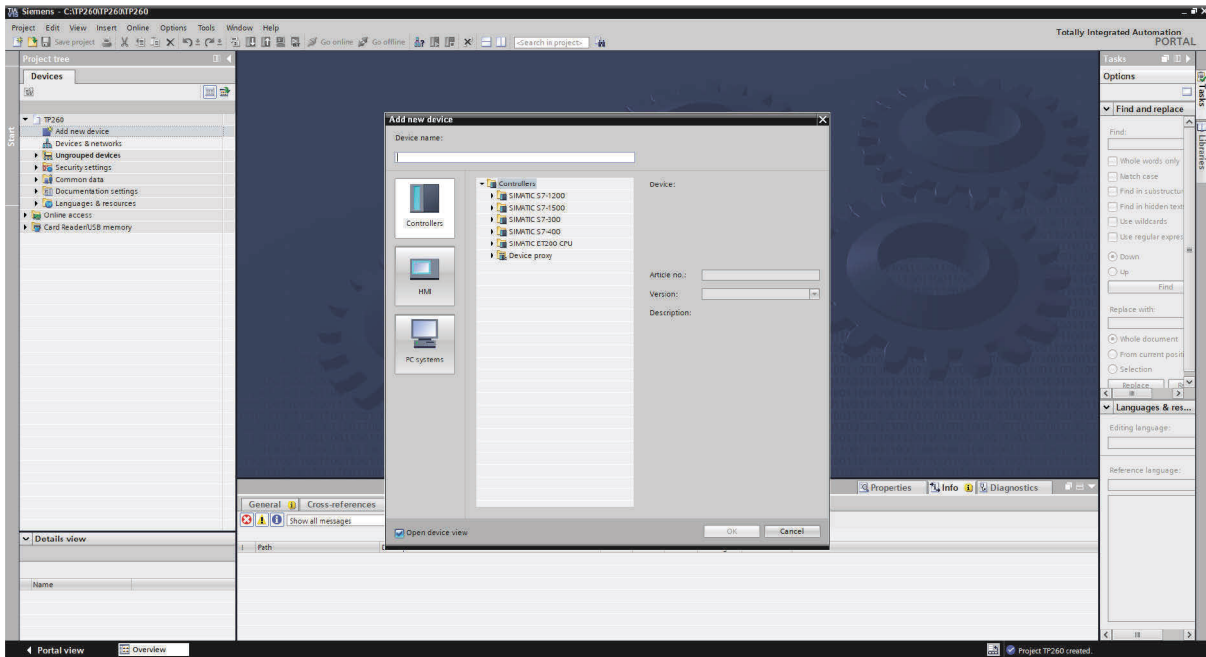 Siemens - C:\TP260\TP260\TP260
Project Edit View Insert Online Options Tools Window Help
Totally Integrated Automation
PORTAL
Save project
Go online
Go offline
<Search in project>
Project tree
Devices
Start
TP260
Add new device
Devices & networks
Ungrouped devices
Security settings
Common data
Documentation settings
Languages & resources
Online access
Card Reader/USB memory
Details view
Name
Add new device
Device name:
Controllers
HMI
PC systems
Controllers
SIMATIC S7-1200
SIMATIC S7-1500
SIMATIC S7-300
SIMATIC S7-400
SIMATIC ET200 CPU
Device proxy
Device:
Article no.:
Version:
Description:
Open device view
OK
Cancel
Properties
Info
Diagnostics
General
Cross-references
Show all messages
! Path
Tasks
Options
Find and replace
Find:
Whole words only
Match case
Find in substructur
Find in hidden texts
Use wildcards
Use regular expres
Down
Up
Find
Replace with:
Whole document
From current positi
Selection
Replace
Languages & res...
Editing language:
Reference language:
Tasks
Libraries
Portal view
Overview
Project TP260 created.